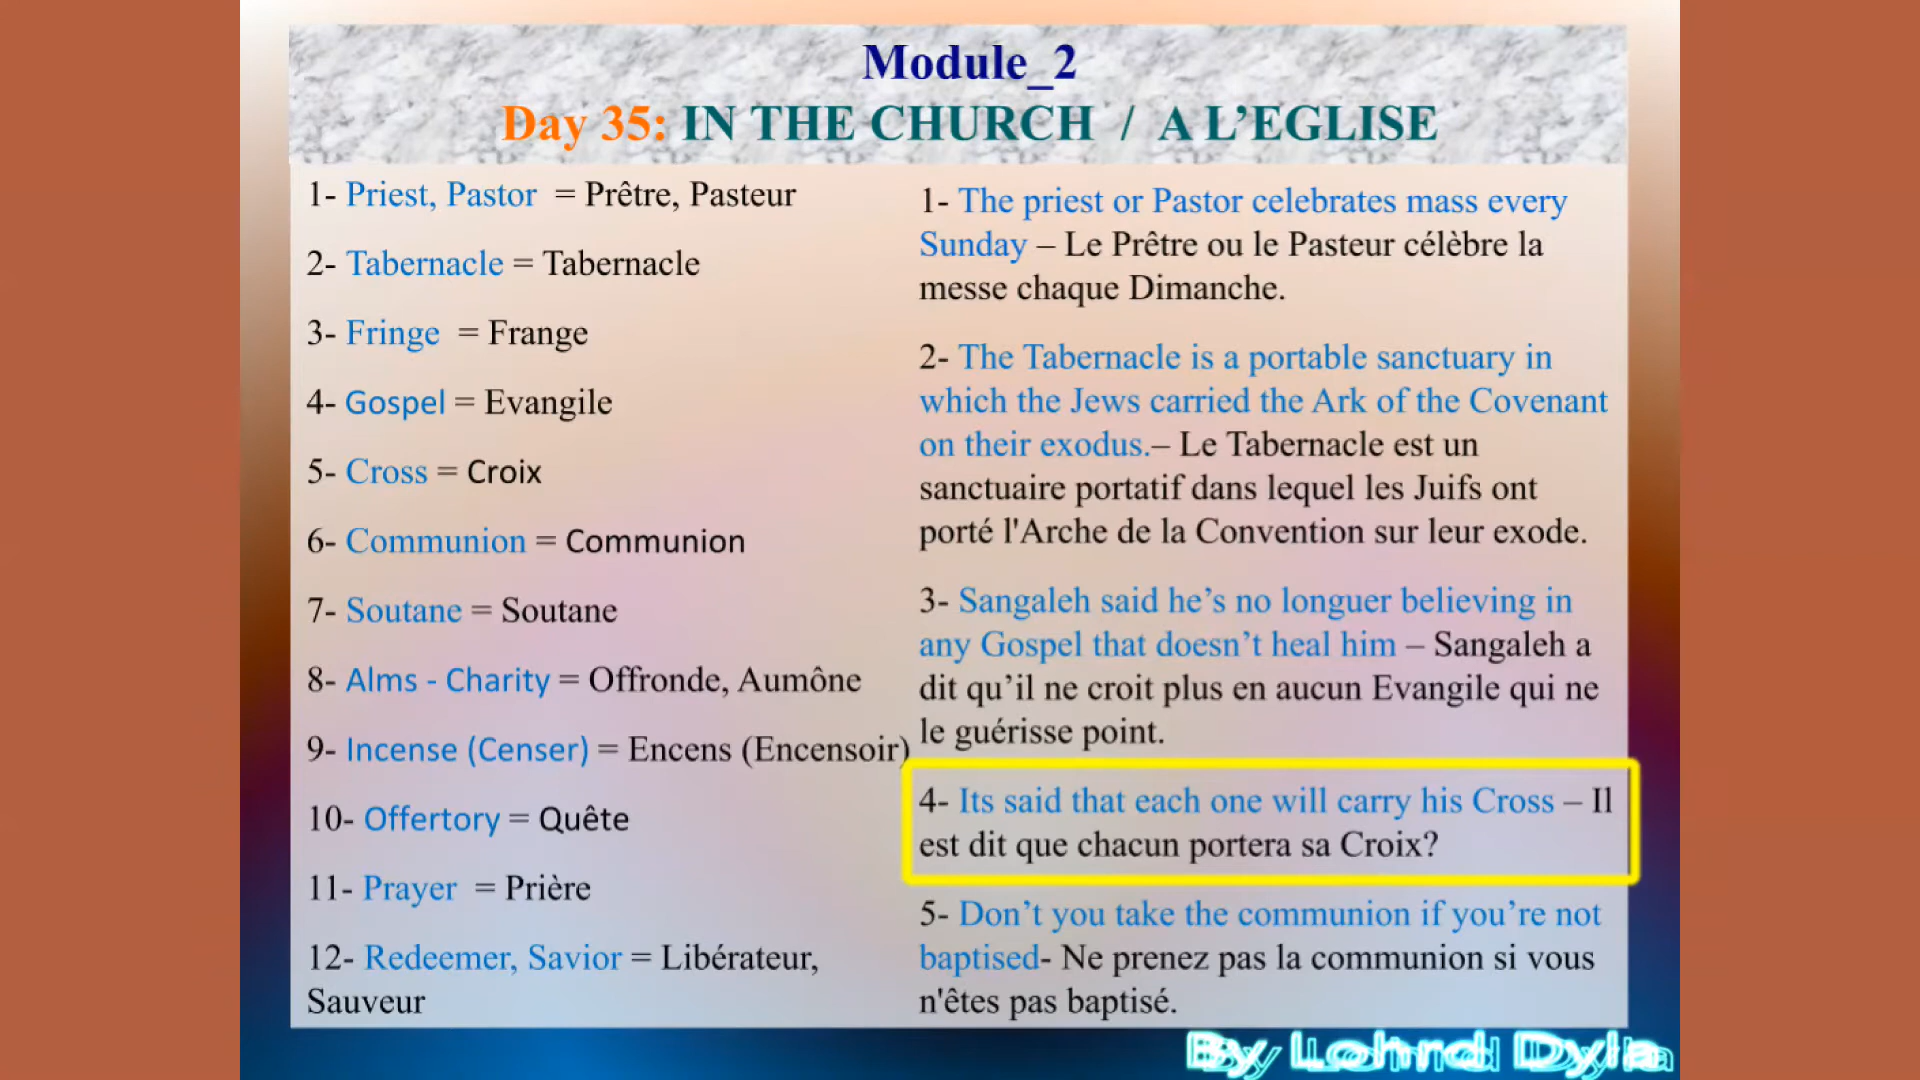 Module_2
Day 35: IN THE CHURCH / A L’EGLISE
1- Priest, Pastor = Prêtre, Pasteur
2- Tabernacle = Tabernacle
3- Fringe = Frange
4- Gospel = Evangile
5- Cross = Croix
6- Communion = Communion
7- Soutane = Soutane
8- Alms - Charity = Offronde, Aumône
9- Incense (Censer) = Encens (Encensoir)
10- Offertory = Quête
11- Prayer = Prière
12- Redeemer, Savior = Libérateur,
Sauveur
1- The priest or Pastor celebrates mass every
Sunday – Le Prêtre ou le Pasteur célèbre la
messe chaque Dimanche.
2- The Tabernacle is a portable sanctuary in
which the Jews carried the Ark of the Covenant
on their exodus.– Le Tabernacle est un
sanctuaire portatif dans lequel les Juifs ont
porté l'Arche de la Convention sur leur exode.
3- Sangaleh said he’s no longuer believing in
any Gospel that doesn’t heal him – Sangaleh a
dit qu’il ne croit plus en aucun Evangile qui ne
le guérisse point.
4- Its said that each one will carry his Cross – Il
est dit que chacun portera sa Croix?
5- Don’t you take the communion if you’re not
baptised- Ne prenez pas la communion si vous
n'êtes pas baptisé.
By Lohnd Dyla